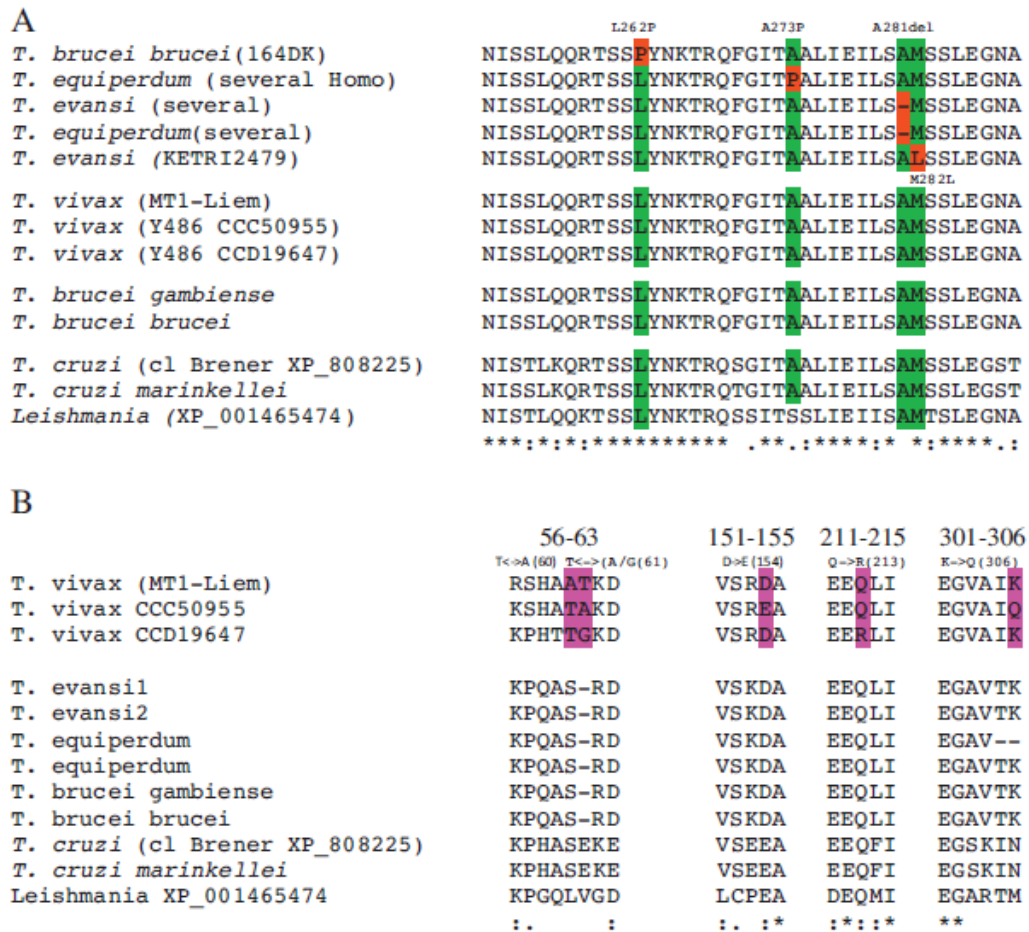 A
L262P A273P A281del
T. brucei brucei(164DK) NISSLQQRTSSPYNKTRQFGITAALIEILSAMSSLEGNA
T. equiperdum (several Homo) NISSLQQRTSSLYNKTRQFGITPALIEILSAMSSLEGNA
T. evansi (several) NISSLQQRTSSLYNKTRQFGITAALIEILS-MSSLEGNA
T. equiperdum(several) NISSLQQRTSSLYNKTRQFGITAALIEILS-MSSLEGNA
T. evansi (KETRI2479) NISSLQQRTSSLYNKTRQFGITAALIEILSALSSLEGNA
M282L
T. vivax (MT1-Liem) NISSLQQRTSSLYNKTRQFGITAALIEILSAMSSLEGNA
T. vivax (Y486 CCC50955) NISSLQQRTSSLYNKTRQFGITAALIEILSAMSSLEGNA
T. vivax (Y486 CCD19647) NISSLQQRTSSLYNKTRQFGITAALIEILSAMSSLEGNA
T. brucei gambiense NISSLQQRTSSLYNKTRQFGITAALIEILSAMSSLEGNA
T. brucei brucei NISSLQQRTSSLYNKTRQFGITAALIEILSAMSSLEGNA
T. cruzi (cl Brener XP_808225) NISTLKQRTSSLYNKTRQSGITAALIEILSAMSSLEGST
T. cruzi marinkellei NISSLKQRTSSLYNKTRQTGITAALIEILSAMSSLEGST
Leishmania (XP_001465474) NISTLQQKTSSLYNKTRQSSITSSLIEIISAMTSLEGNA
***:*:*:********** .**.:****:* *:****.:
B
56-63 151-155 211-215 301-306
T<->A(60) T<->(A/G(61) D->E(154) Q->R(213) K->Q(306)
T. vivax (MT1-Liem) RSHAATKD VSRDA EEQLI EGVAIK
T. vivax CCC50955 KSHATAKD VSREA EEQLI EGVAIQ
T. vivax CCD19647 KPHTTGKD VSRDA EERLI EGVAIK
T. evansi1 KPQAS-RD VSKDA EEQLI EGAVTK
T. evansi2 KPQAS-RD VSKDA EEQLI EGAVTK
T. equiperdum KPQAS-RD VSKDA EEQLI EGAV--
T. equiperdum KPQAS-RD VSKDA EEQLI EGAVTK
T. brucei gambiense KPQAS-RD VSKDA EEQLI EGAVTK
T. brucei brucei KPQAS-RD VSKDA EEQLI EGAVTK
T. cruzi (cl Brener XP_808225) KPHASEKE VSEEA EEQFI EGSKIN
T. cruzi marinkellei KPHASEKE VSEEA EEQFI EGSKIN
Leishmania XP_001465474 KPGQLVGD LCPEA DEQMI EGARTM
:. : :. :* :*::* **